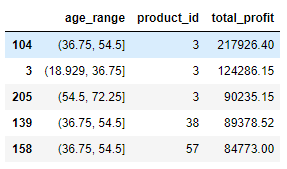 age_range product_id total_profit
104 (36.75, 54.5] 3 217926.40
3 (18.929, 36.75] 3 124286.15
205 (54.5, 72.25] 3 90235.15
139 (36.75, 54.5] 38 89378.52
158 (36.75, 54.5] 57 84773.00